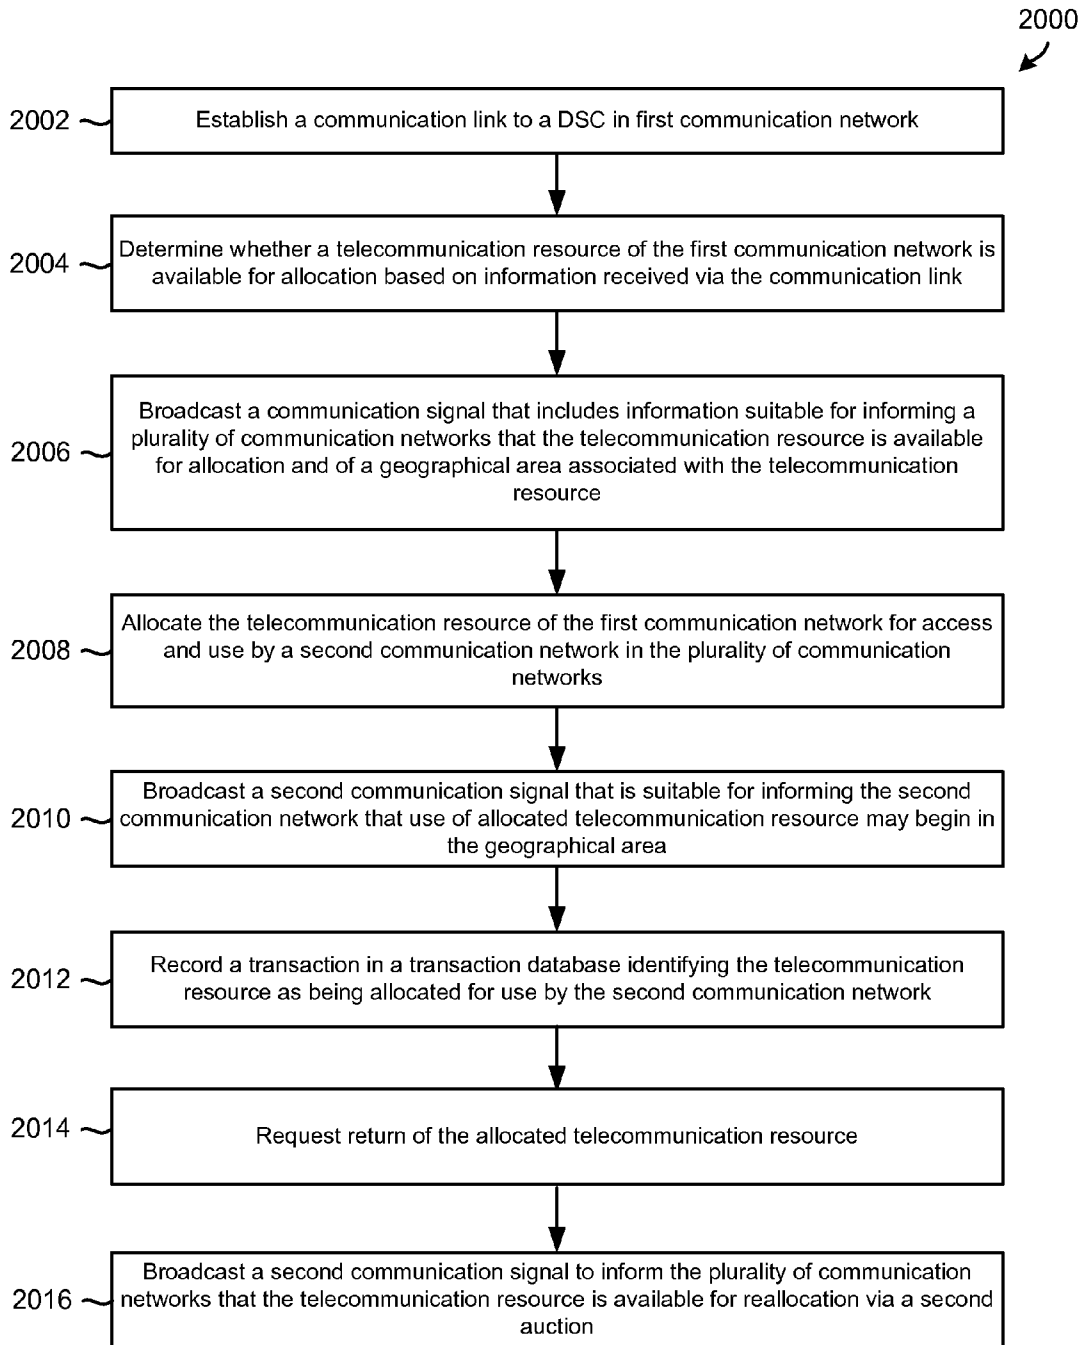 2000
2002
Establish a communication link to a DSC in first communication network
2004
Determine whether a telecommunication resource of the first communication network is
available for allocation based on information received via the communication link
2006
Broadcast a communication signal that includes information suitable for informing a
plurality of communication networks that the telecommunication resource is available
for allocation and of a geographical area associated with the telecommunication
resource
2008
Allocate the telecommunication resource of the first communication network for access
and use by a second communication network in the plurality of communication
networks
2010
Broadcast a second communication signal that is suitable for informing the second
communication network that use of allocated telecommunication resource may begin in
the geographical area
2012
Record a transaction in a transaction database identifying the telecommunication
resource as being allocated for use by the second communication network
2014
Request return of the allocated telecommunication resource
2016
Broadcast a second communication signal to inform the plurality of communication
networks that the telecommunication resource is available for reallocation via a second
auction